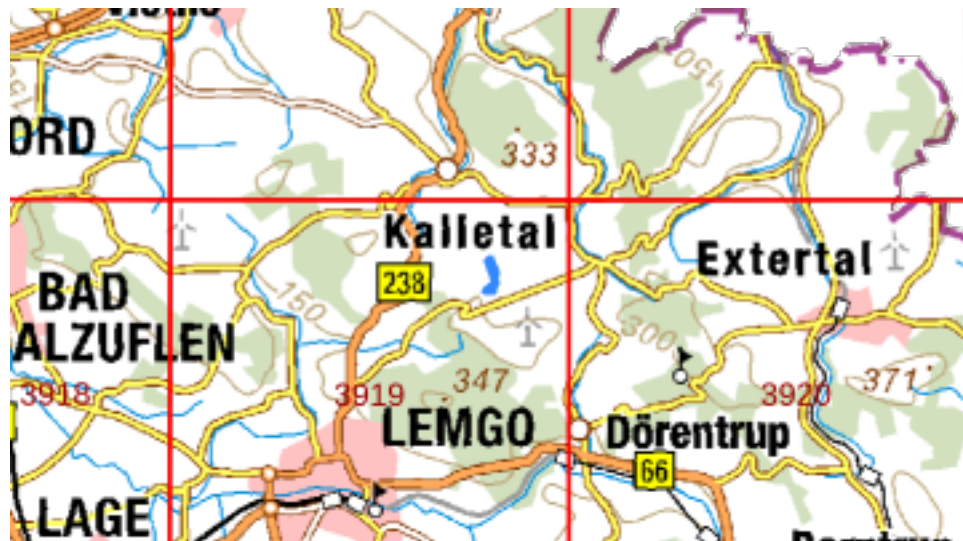 ORD
333
150
Kalletal
Extertal
238
BAD
150
ALZUFLEN
300
3918
3919
347
3920
371
LEMGO
Dörentrup
66
LAGE